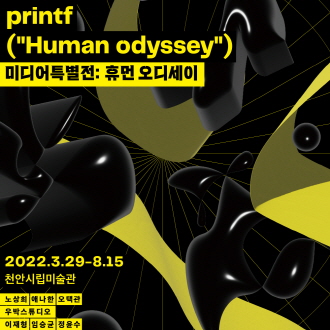 printf
("Human odyssey")
미디어특별전: 휴먼 오디세이
2022.3.29-8.15
천안시립미술관
노상희 애나한 오택관
우박스튜디오
이재형 임승균 정윤수